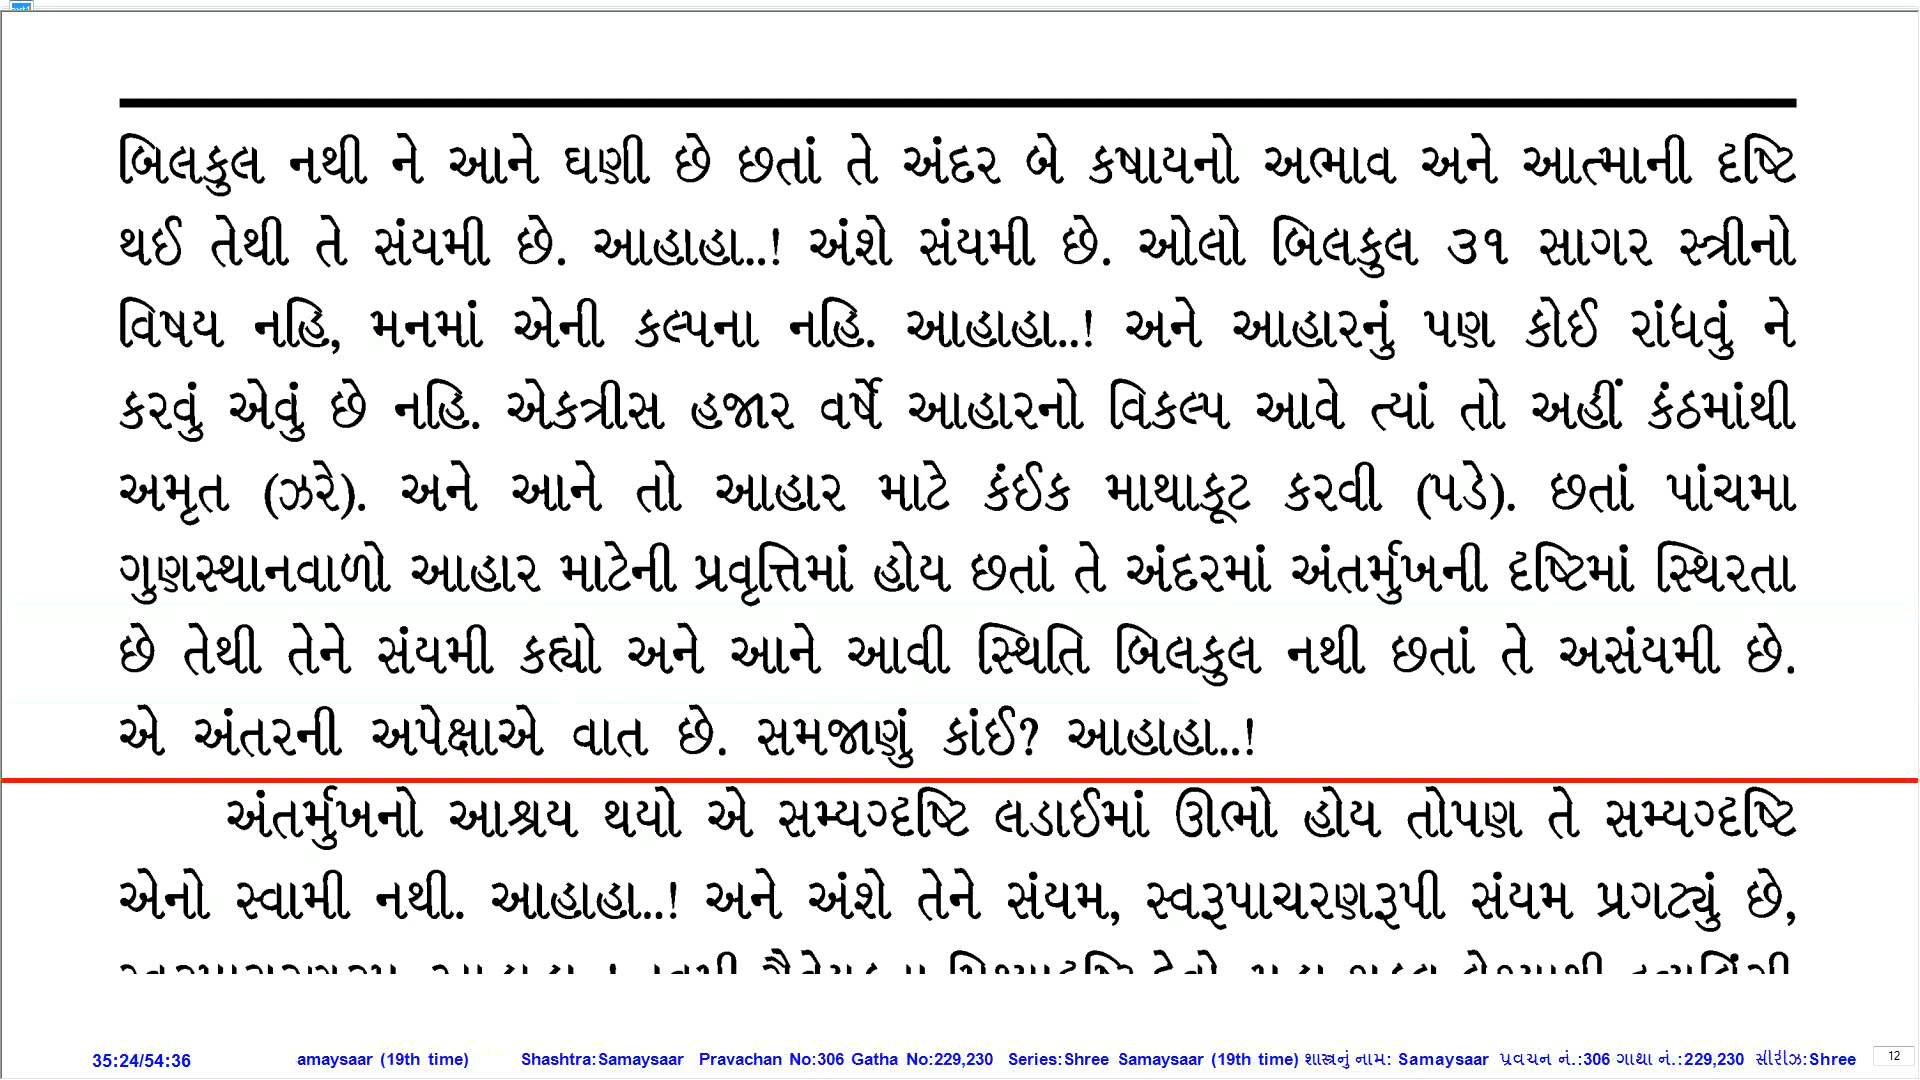 બિલકુલ નથી ને આને ઘણી છે છતાં તે અંદર બે કષાયનો અભાવ અને આત્માની દૃષ્ટિ
થઈ તેથી તે સંયમી છે. આહાહા..! અંશે સંયમી છે. ઓલો બિલકુલ ૩૧ સાગર સ્ત્રીનો
વિષય નહિ, મનમાં એની કલ્પના નહિ. આહાહા..! અને આહારનું પણ કોઈ રાંધવું ને
કરવું એવું છે નહિ. એકત્રીસ હજાર વર્ષે આહારનો વિકલ્પ આવે ત્યાં તો અહીં કંઠમાંથી
અમૃત (ઝરે). અને આને તો આહાર માટે કંઈક માથાકૂટ કરવી (પડે). છતાં પાંચમા
ગુણસ્થાનવાળો આહાર માટેની પ્રવૃત્તિમાં હોય છતાં તે અંદરમાં અંતર્મુખની દૃષ્ટિમાં સ્થિરતા
છે તેથી તેને સંયમી કહ્યો અને આને આવી સ્થિતિ બિલકુલ નથી છતાં તે અસંયમી છે.
એ અંતરની અપેક્ષાએ વાત છે. સમજાણું કાંઈ? આહાહા..!
અંતર્મુખનો આશ્રય થયો એ સમ્યગ્દૃષ્ટિ લડાઈમાં ઊભો હોય તોપણ તે સમ્યગ્દૃષ્ટિ
એનો સ્વામી નથી. આહાહા..! અને અંશે તેને સંયમ, સ્વરૂપાચરણરૂપી સંયમ પ્રગટ્યું છે,
35:24/54:36 amaysaar (19th time) Shashtra:Samaysaar Pravachan No:306 Gatha No:229,230 Series:Shree Samaysaar (19th time) શાસ્ત્રનું નામ: Samaysaar પ્રવચન નં.:306 ગાથા નં.:229,230 સીરીઝ:Shree 12